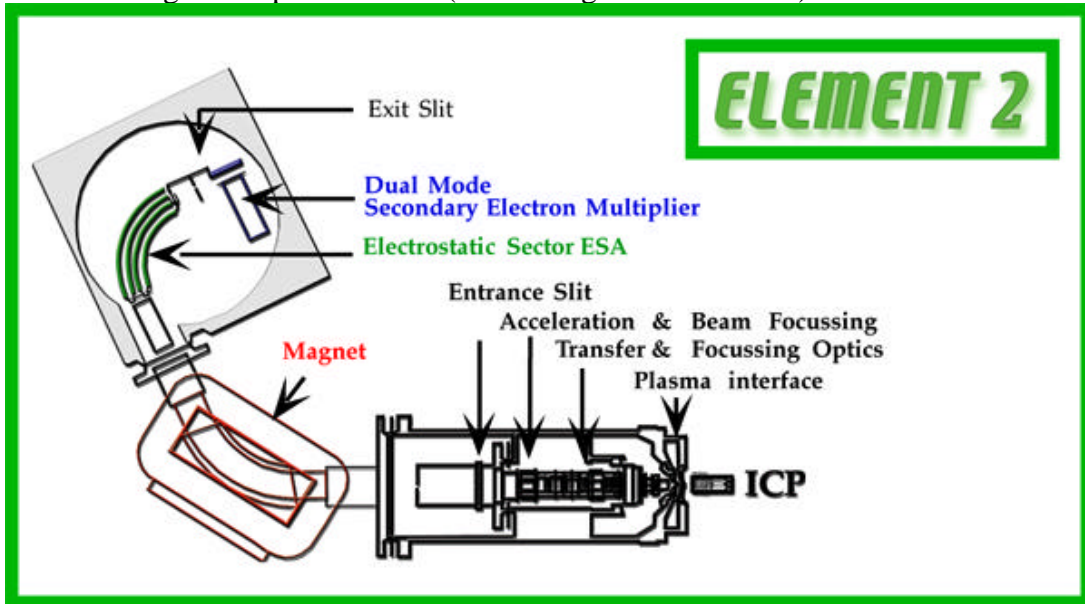 ELEMENT 2
Exit Slit
Dual Mode
Secondary Electron Multiplier
Electrostatic Sector ESA
Entrance Slit
Acceleration & Beam Focussing
Transfer & Focussing Optics
Plasma interface
Magnet
ICP